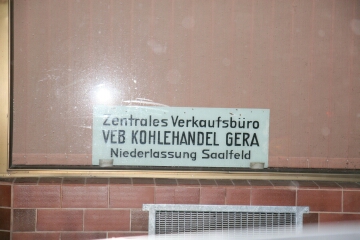 Zentrales Verkaufsbüro
VEB KOHLEHANDEL GERA
Niederlassung Saalfeld